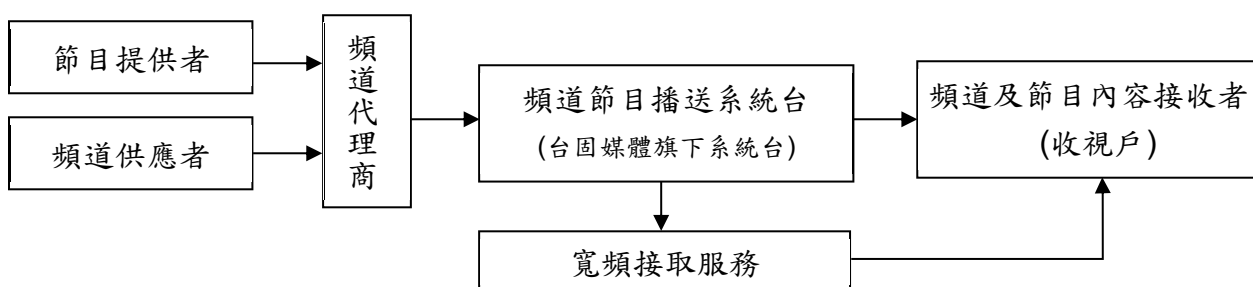 節目提供者
頻道供應者
頻道代理商
頻道節目播送系統台
(台固媒體旗下系統台)
頻道及節目內容接收者
(收視戶)
寬頻接取服務